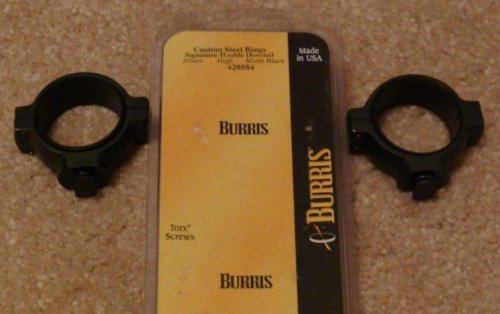 Custom Steel Rings
Signature Double Dovetail
30mm High Matte Black
420584
Made
in USA
BURRIS
BURRIS
Torx®
Screws
BURRIS